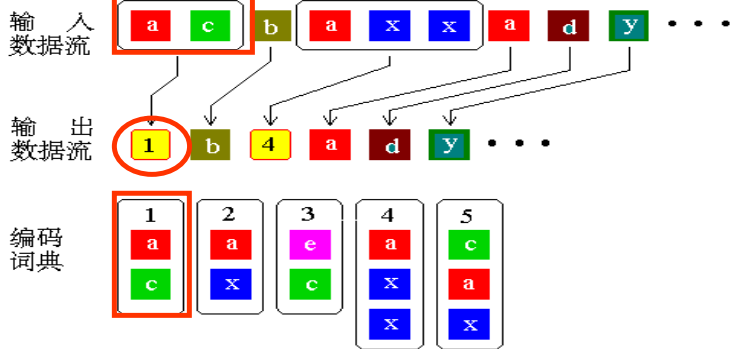 输 入
数据流
a c b a x x a d y • • •
输 出
数据流
1 b 4 a d y • • •
编码
词典
1 2 3 4 5
a a e a c
c x c x a
x x